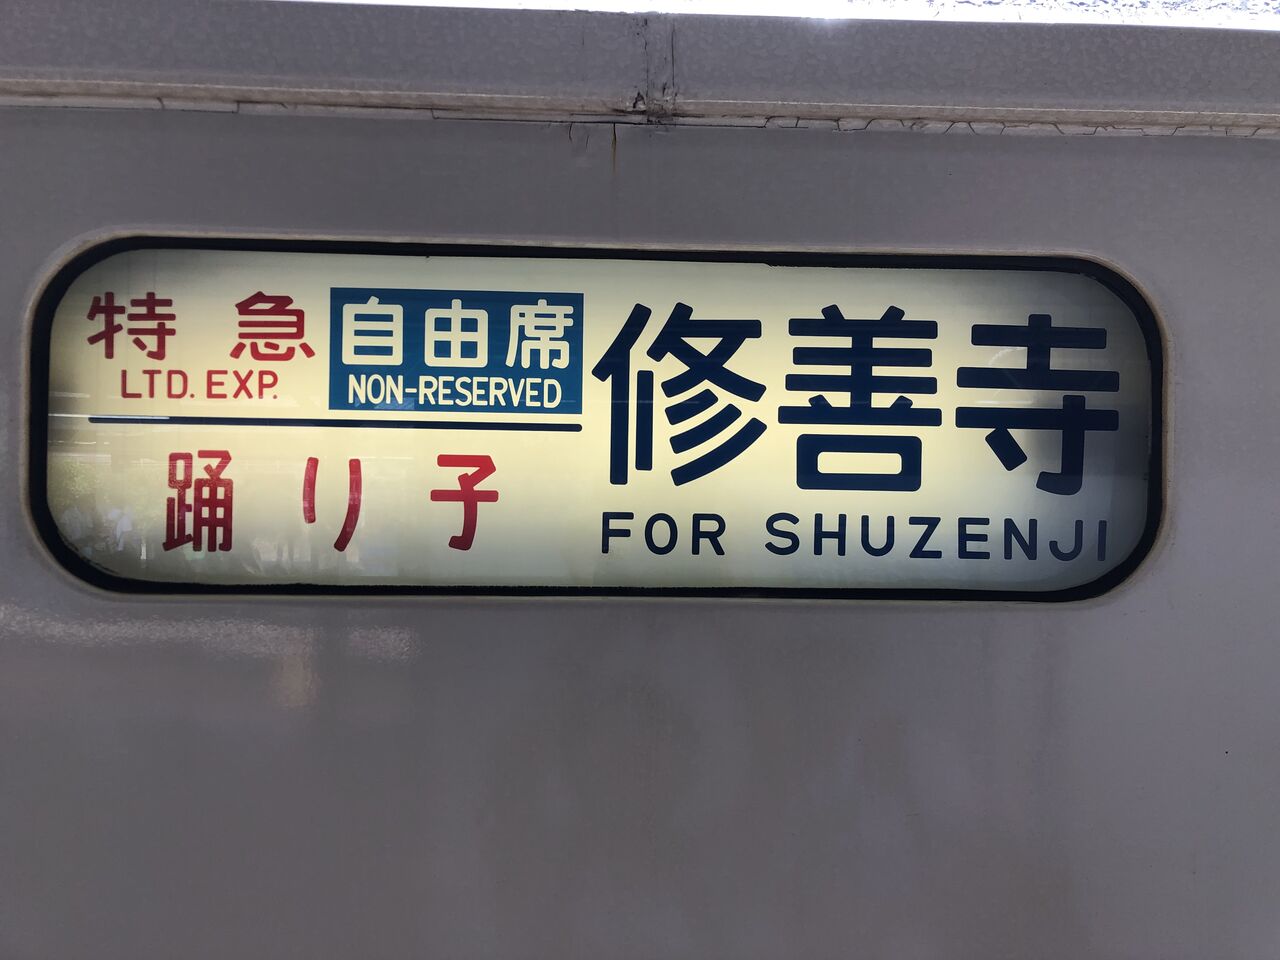 特急 自由席
LTD. EXP. NON-RESERVED
踊り子
修善寺
FOR SHUZENJI